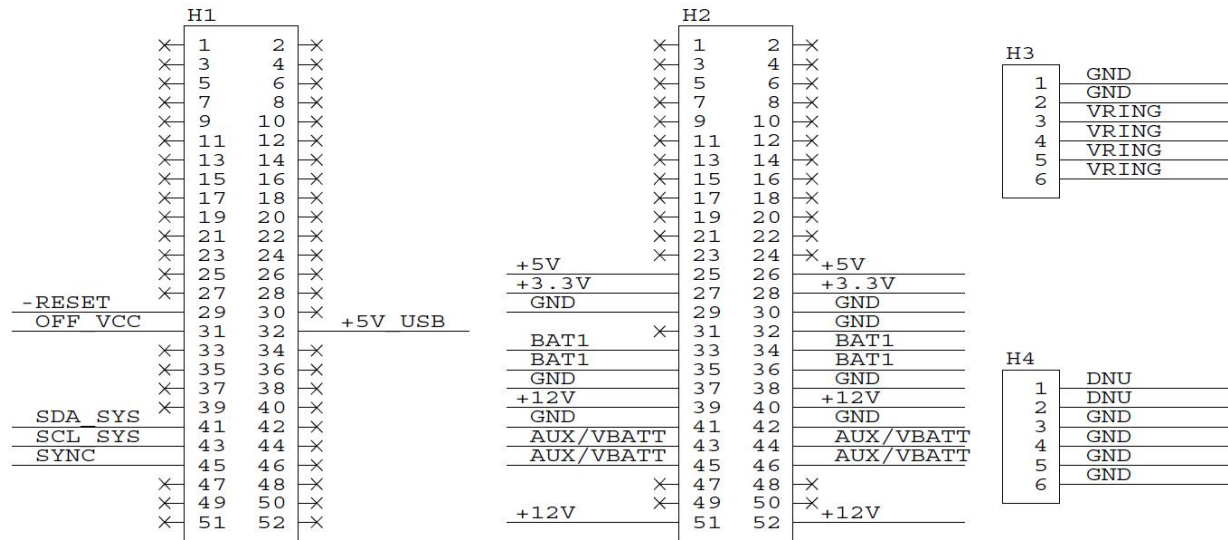 H1
1 2
3 4
5 6
7 8
9 10
11 12
13 14
15 16
17 18
19 20
21 22
23 24
25 26
27 28
-RESET 29 30
OFF_VCC 31 32 +5V_USB
33 34
35 36
37 38
39 40
SDA_SYS 41 42
SCL_SYS 43 44
SYNC 45 46
47 48
49 50
51 52
H2
1 2
3 4
5 6
7 8
9 10
11 12
13 14
15 16
17 18
19 20
21 22
23 24
+5V 25 26 +5V
+3.3V 27 28 +3.3V
GND 29 30 GND
31 32 GND
BAT1 33 34 BAT1
BAT1 35 36 BAT1
GND 37 38 GND
+12V 39 40 +12V
GND 41 42 GND
AUX/VBATT 43 44 AUX/VBATT
AUX/VBATT 45 46 AUX/VBATT
47 48
49 50
+12V 51 52 +12V
H3
1 GND
2 GND
3 VRING
4 VRING
5 VRING
6 VRING
H4
1 DNU
2 DNU
3 GND
4 GND
5 GND
6 GND